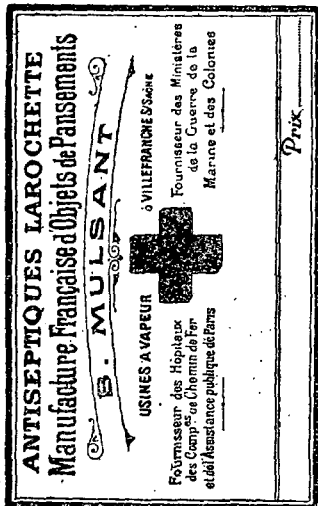 ANTISEPTIQUES LAROCHETTE
Manufacture Française d'Objets de Pansements
B. MULSANT
USINES A VAPEUR
à VILLEFRANCHE S/SAÔNE
Fournisseur des Hôpitaux
des Comp.es de Chemin de Fer
et de l'Assistance publique de Paris
Fournisseur des Ministères
de la Guerre de la
Marine et des Colonies
Prix